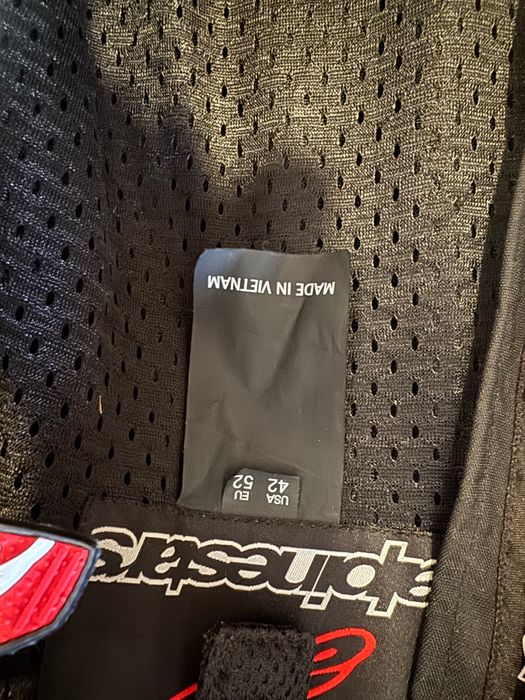 alpinestars
USA EU
42 52
MADE IN VIETNAM